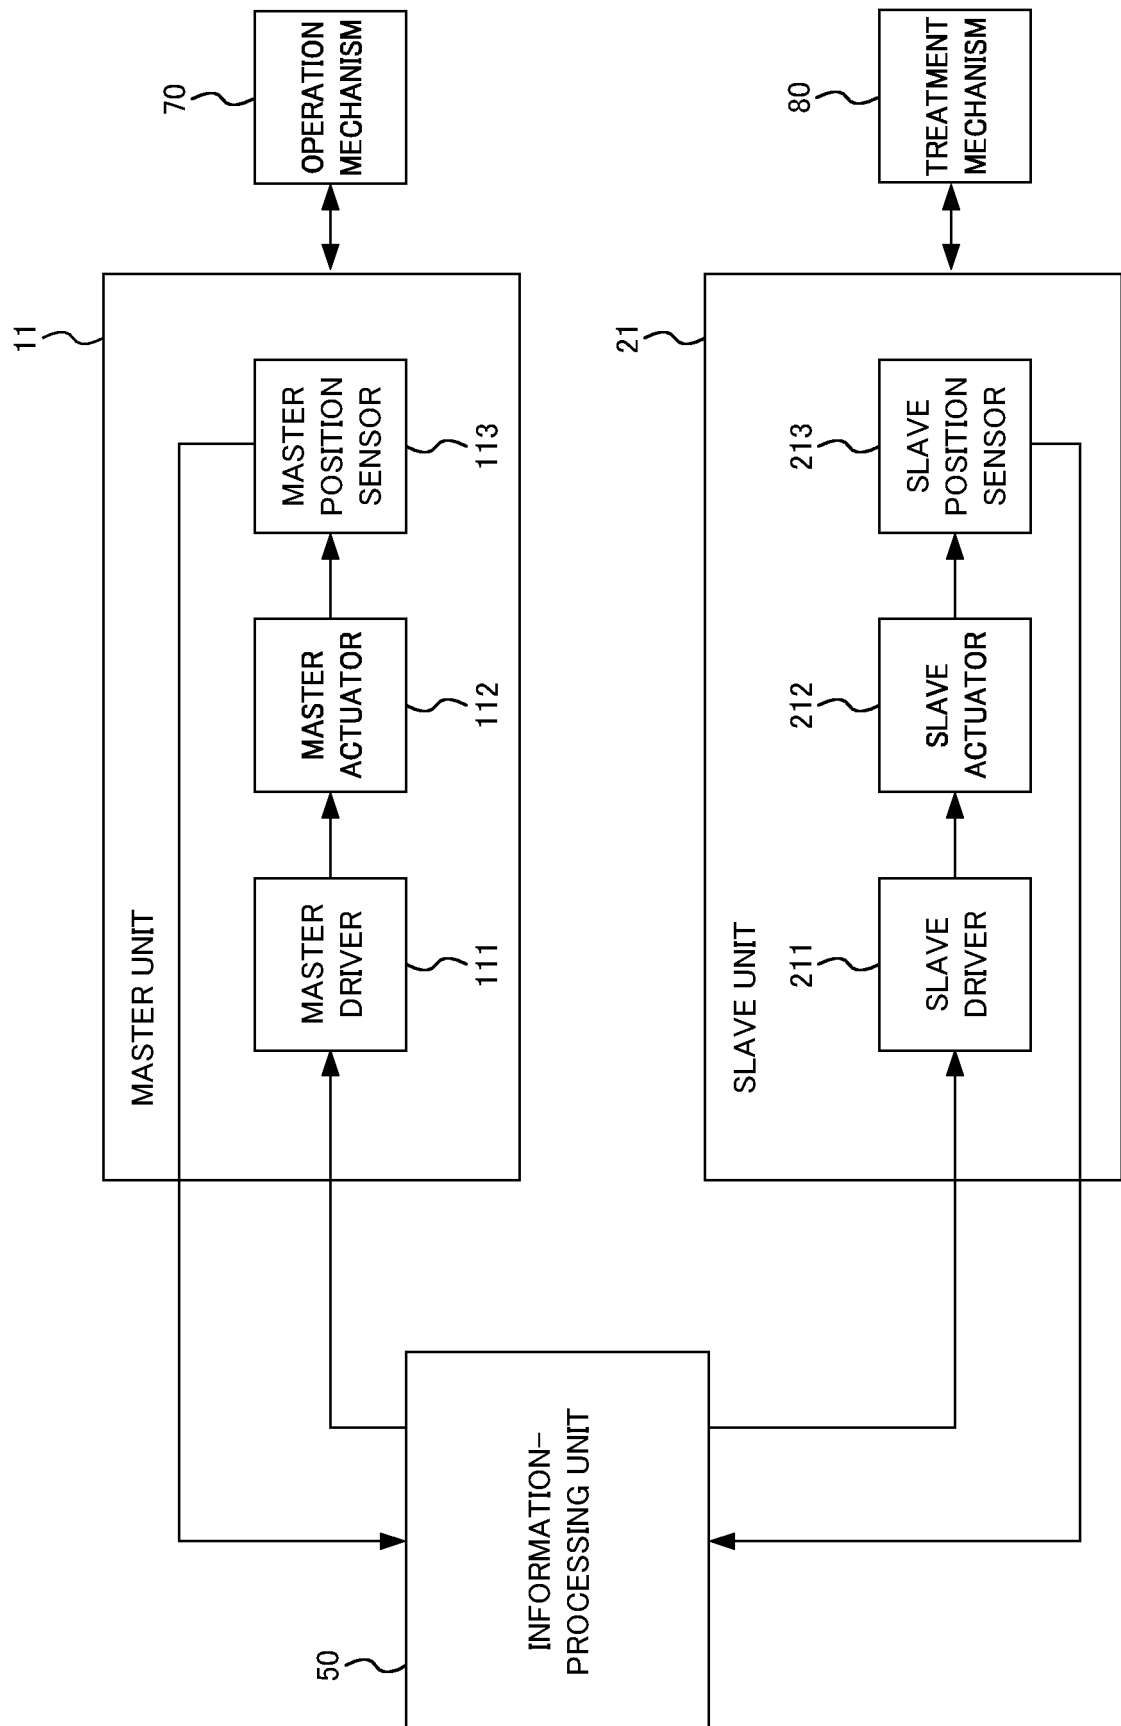 11
MASTER UNIT
MASTER
DRIVER
111
MASTER
ACTUATOR
112
MASTER
POSITION
SENSOR
113
70
OPERATION
MECHANISM
50
INFORMATION-
PROCESSING UNIT
21
SLAVE UNIT
211
SLAVE
DRIVER
212
SLAVE
ACTUATOR
213
SLAVE
POSITION
SENSOR
80
TREATMENT
MECHANISM